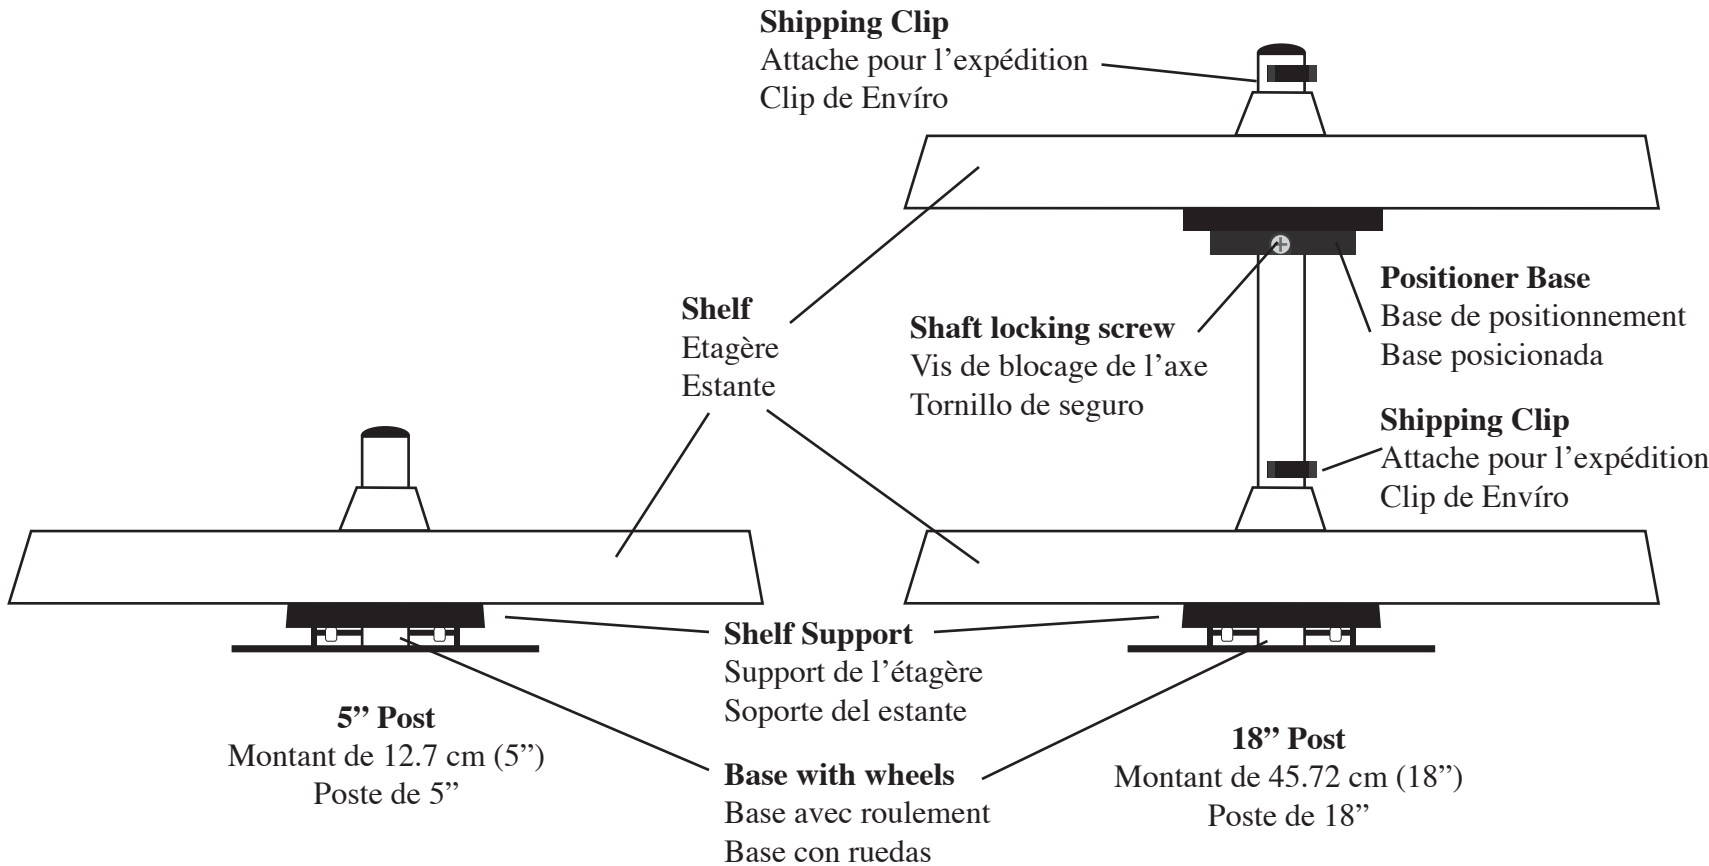 Shipping Clip
Attache pour l’expédition
Clip de Envíro
Shelf
Etagère
Estante
Shaft locking screw
Vis de blocage de l’axe
Tornillo de seguro
Positioner Base
Base de positionnement
Base posicionada
Shipping Clip
Attache pour l’expédition
Clip de Envíro
Shelf Support
Support de l’étagère
Soporte del estante
5” Post
Montant de 12.7 cm (5”)
Poste de 5”
Base with wheels
Base avec roulement
Base con ruedas
18” Post
Montant de 45.72 cm (18”)
Poste de 18”